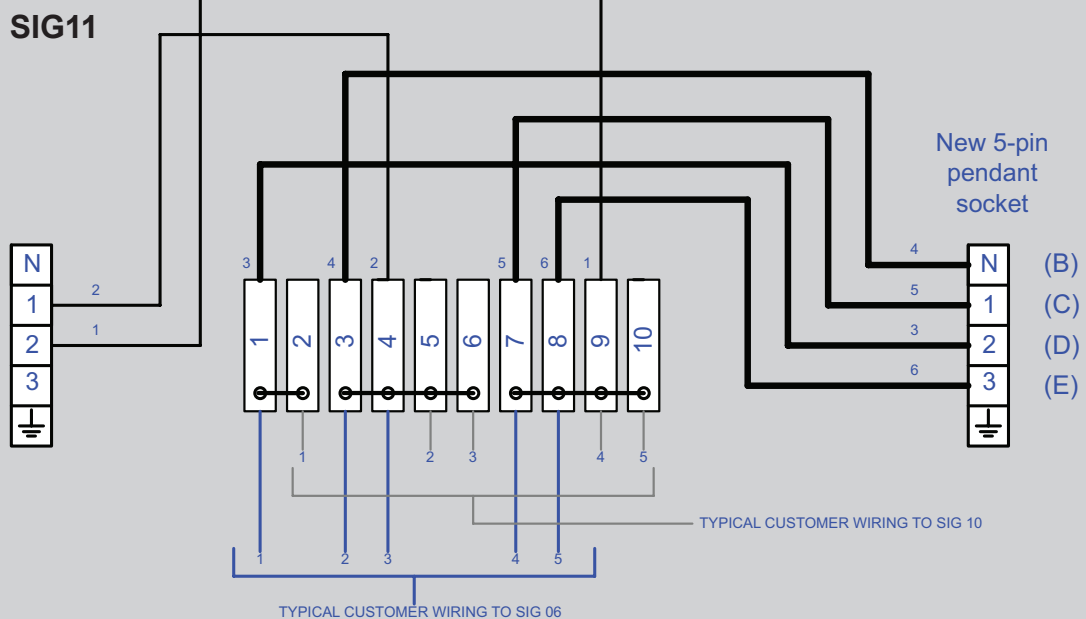 SIG11
New 5-pin
pendant
socket
3 4 2 5 6 1 4
N N (B)
2 5
1 1 (C)
1 3
2 1 2 3 4 5 6 7 8 9 10 2 (D)
6
3 3 (E)
1 2 3 4 5
TYPICAL CUSTOMER WIRING TO SIG 10
1 2 3 4 5
TYPICAL CUSTOMER WIRING TO SIG 06